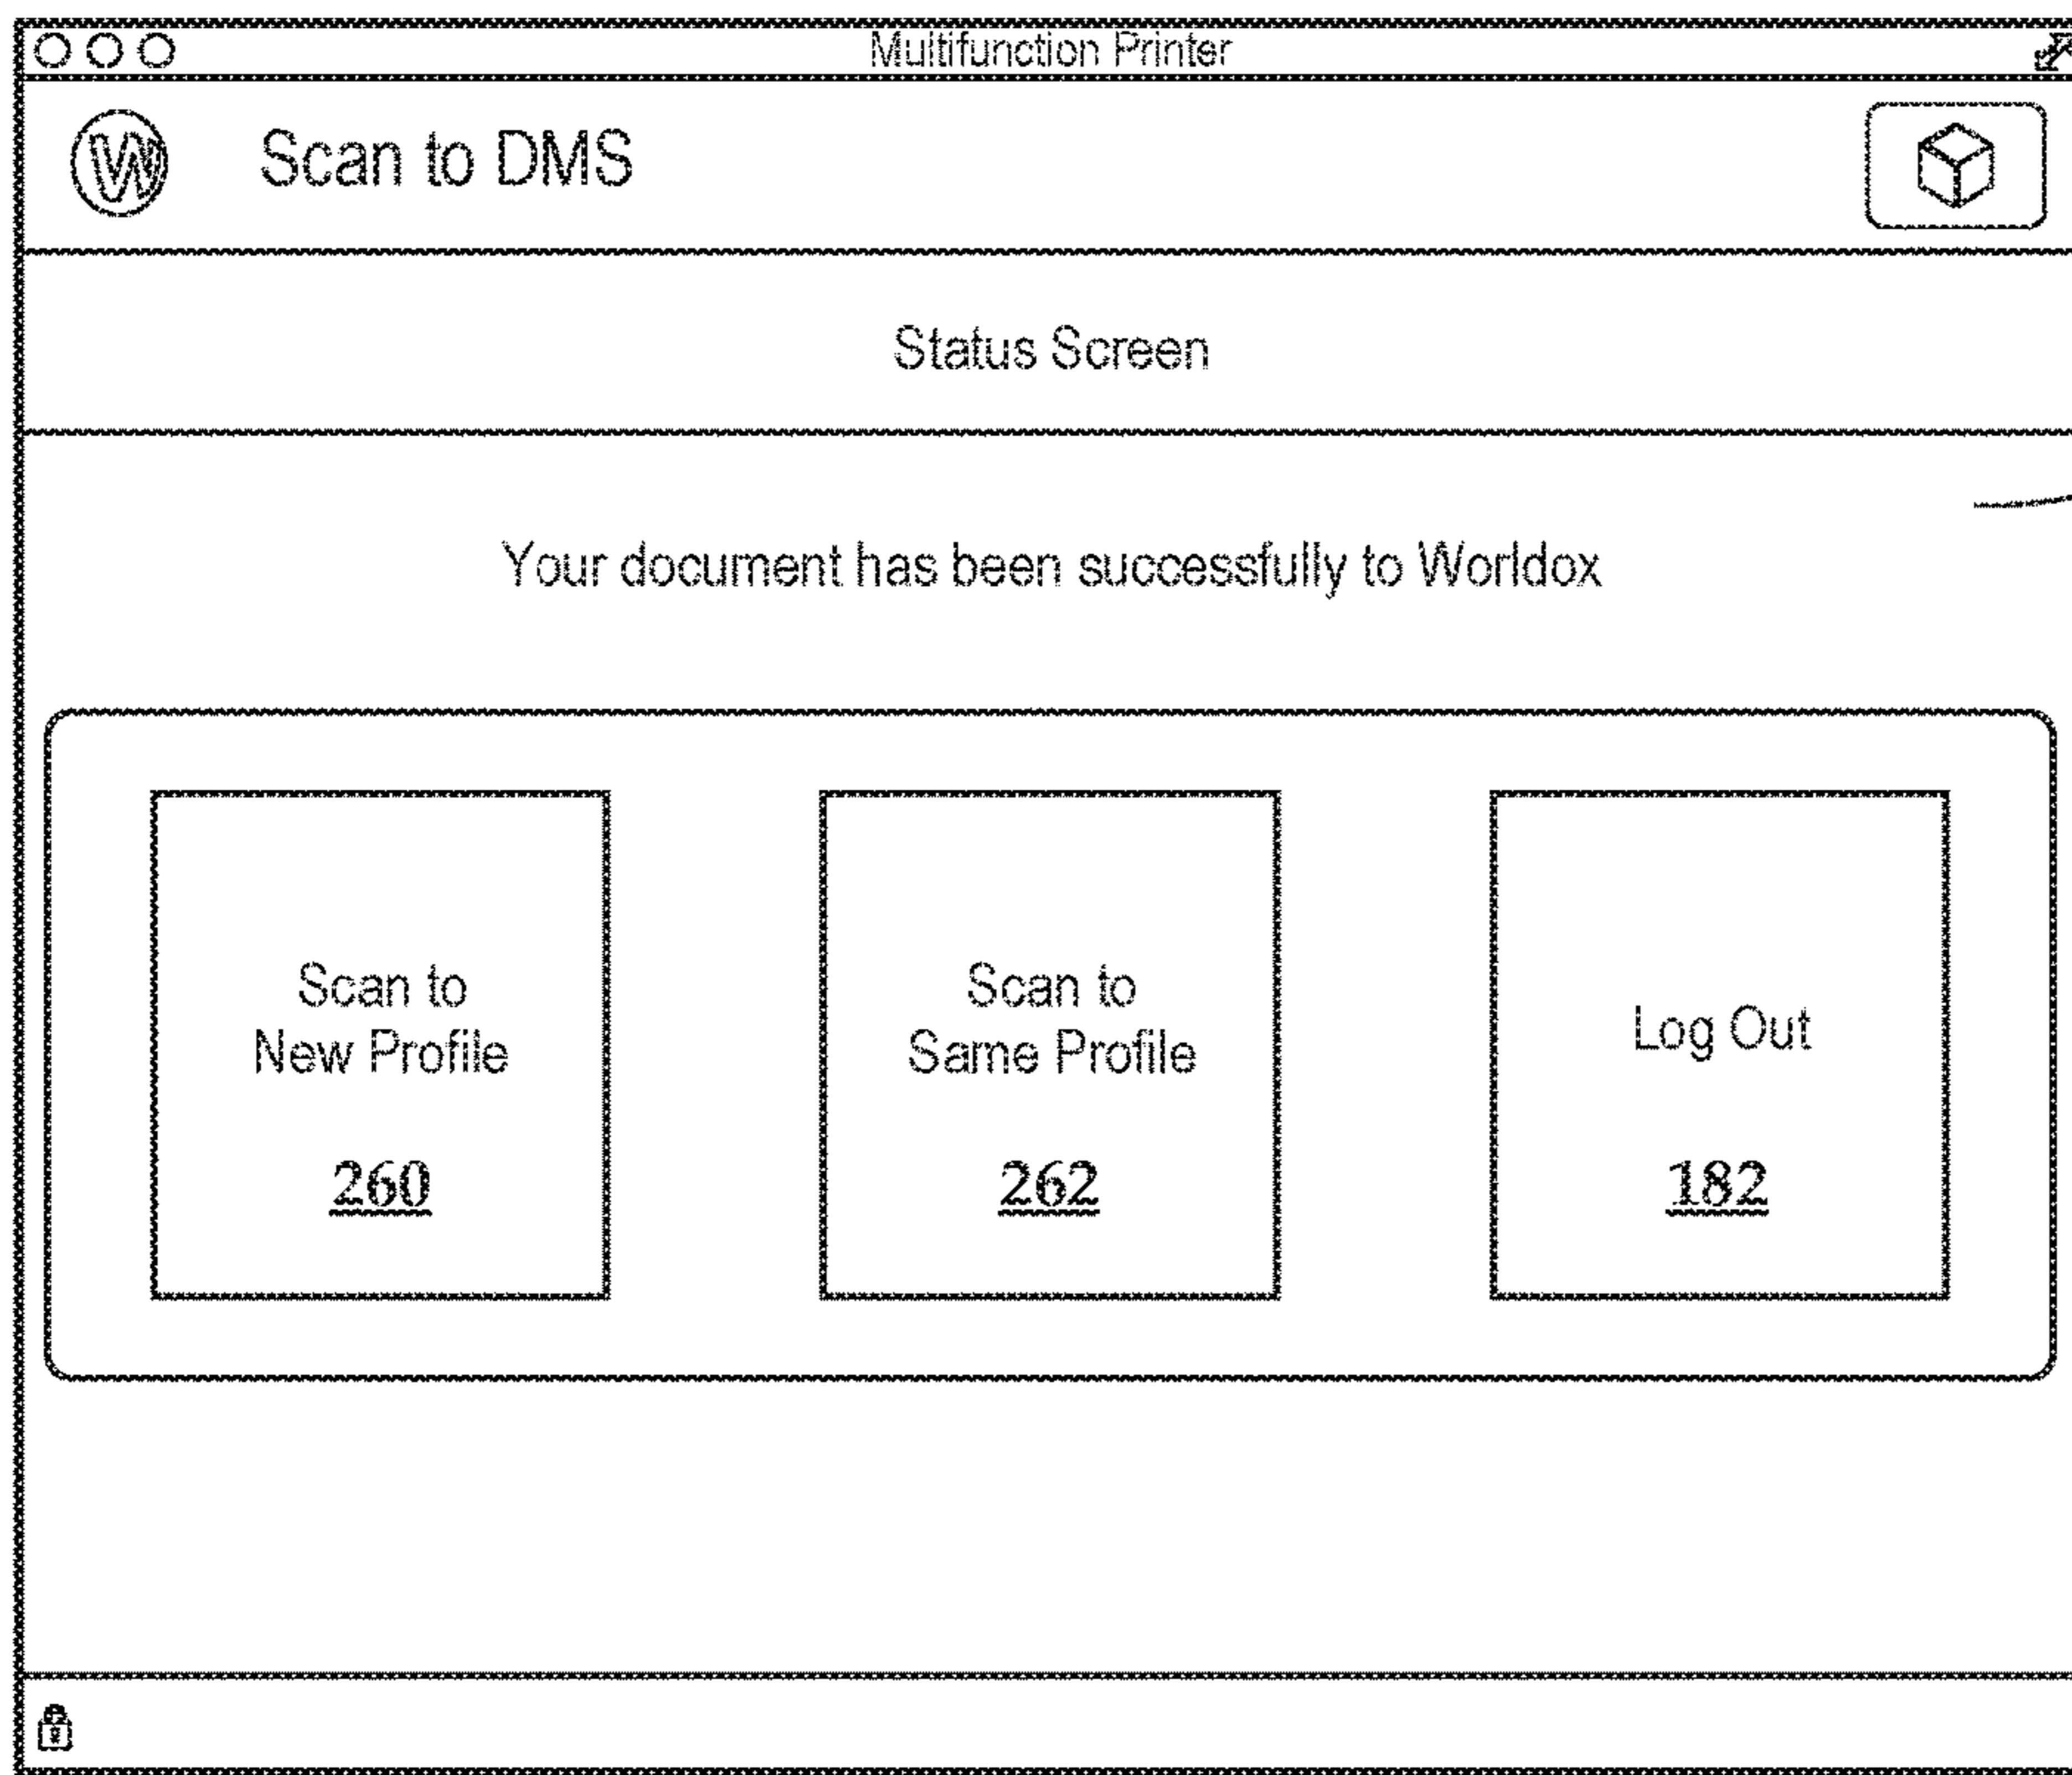 Multifunction Printer
W
Scan to DMS
Status Screen
Your document has been successfully to Worldox
Scan to
New Profile
260
Scan to
Same Profile
262
Log Out
182